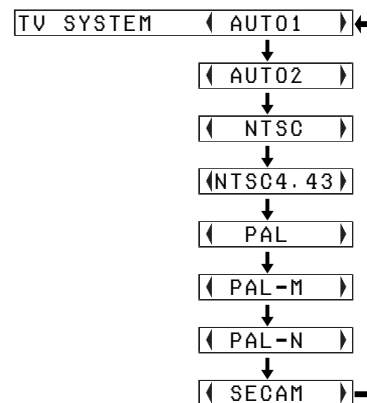 TV SYSTEM AUTO1
AUTO2
NTSC
NTSC4.43
PAL
PAL-M
PAL-N
SECAM